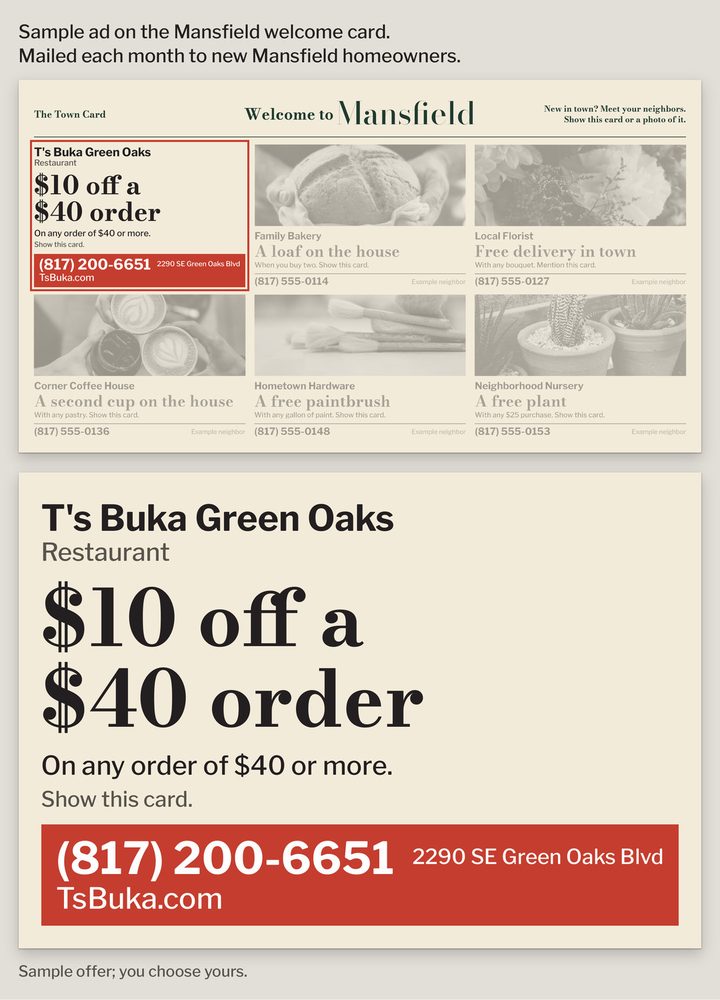 Sample ad on the Mansfield welcome card.
Mailed each month to new Mansfield homeowners.
The Town Card
Welcome to Mansfield
New in town? Meet your neighbors.
Show this card or a photo of it.
T's Buka Green Oaks
Restaurant
$10 off a
$40 order
On any order of $40 or more.
Show this card.
(817) 200-6651 2290 SE Green Oaks Blvd
TsBuka.com
Family Bakery
A loaf on the house
When you buy two. Show this card.
(817) 555-0114 Example neighbor
Local Florist
Free delivery in town
With any bouquet. Mention this card.
(817) 555-0127 Example neighbor
Corner Coffee House
A second cup on the house
With any pastry. Show this card.
(817) 555-0136 Example neighbor
Hometown Hardware
A free paintbrush
With any gallon of paint. Show this card.
(817) 555-0148 Example neighbor
Neighborhood Nursery
A free plant
With any $25 purchase. Show this card.
(817) 555-0153 Example neighbor
T's Buka Green Oaks
Restaurant
$10 off a
$40 order
On any order of $40 or more.
Show this card.
(817) 200-6651 2290 SE Green Oaks Blvd
TsBuka.com
Sample offer; you choose yours.